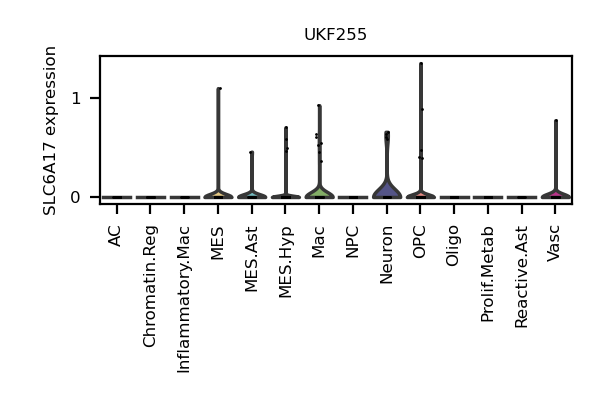 UKF255
SLC6A17 expression
1
0
AC
Chromatin.Reg
Inflammatory.Mac
MES
MES.Ast
MES.Hyp
Mac
NPC
Neuron
OPC
Oligo
Prolif.Metab
Reactive.Ast
Vasc